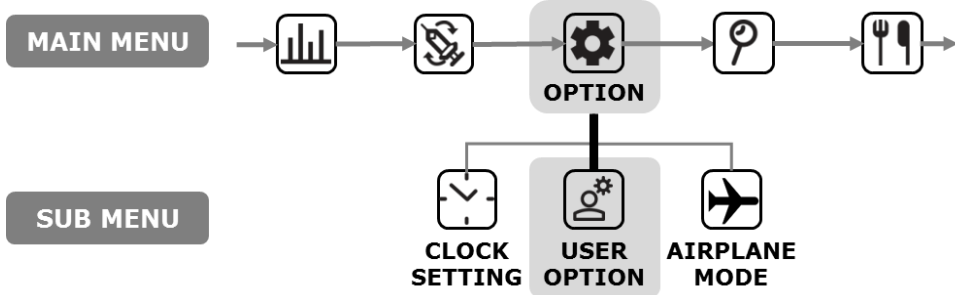 MAIN MENU
OPTION
SUB MENU
CLOCK
SETTING
USER
OPTION
AIRPLANE
MODE